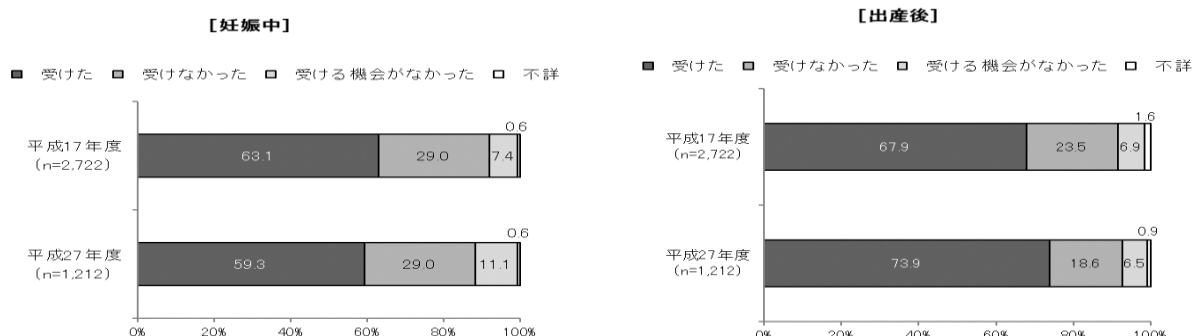 [妊娠中]
■ 受けた ■ 受けなかった □ 受ける機会がなかった □ 不詳
0.6
平成17年度
(n=2,722)
63.1 29.0 7.4
0.6
平成27年度
(n=1,212)
59.3 29.0 11.1
0% 20% 40% 60% 80% 100%
[出産後]
■ 受けた ■ 受けなかった □ 受ける機会がなかった □ 不詳
1.6
平成17年度
(n=2,722)
67.9 23.5 6.9
0.9
平成27年度
(n=1,212)
73.9 18.6 6.5
0% 20% 40% 60% 80% 100%